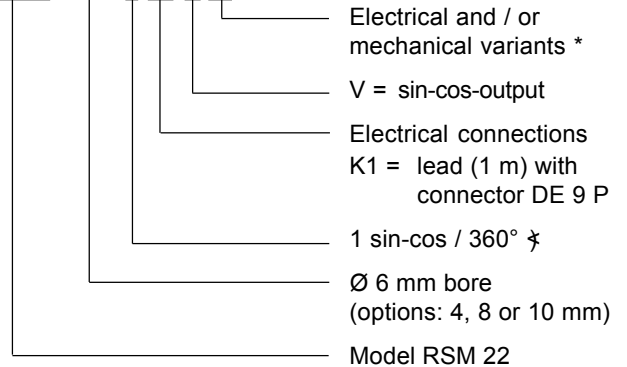 Electrical and / or
mechanical variants *
V = sin-cos-output
Electrical connections
K1 = lead (1 m) with
connector DE 9 P
1 sin-cos / 360° ∢
Ø 6 mm bore
(options: 4, 8 or 10 mm)
Model RSM 22